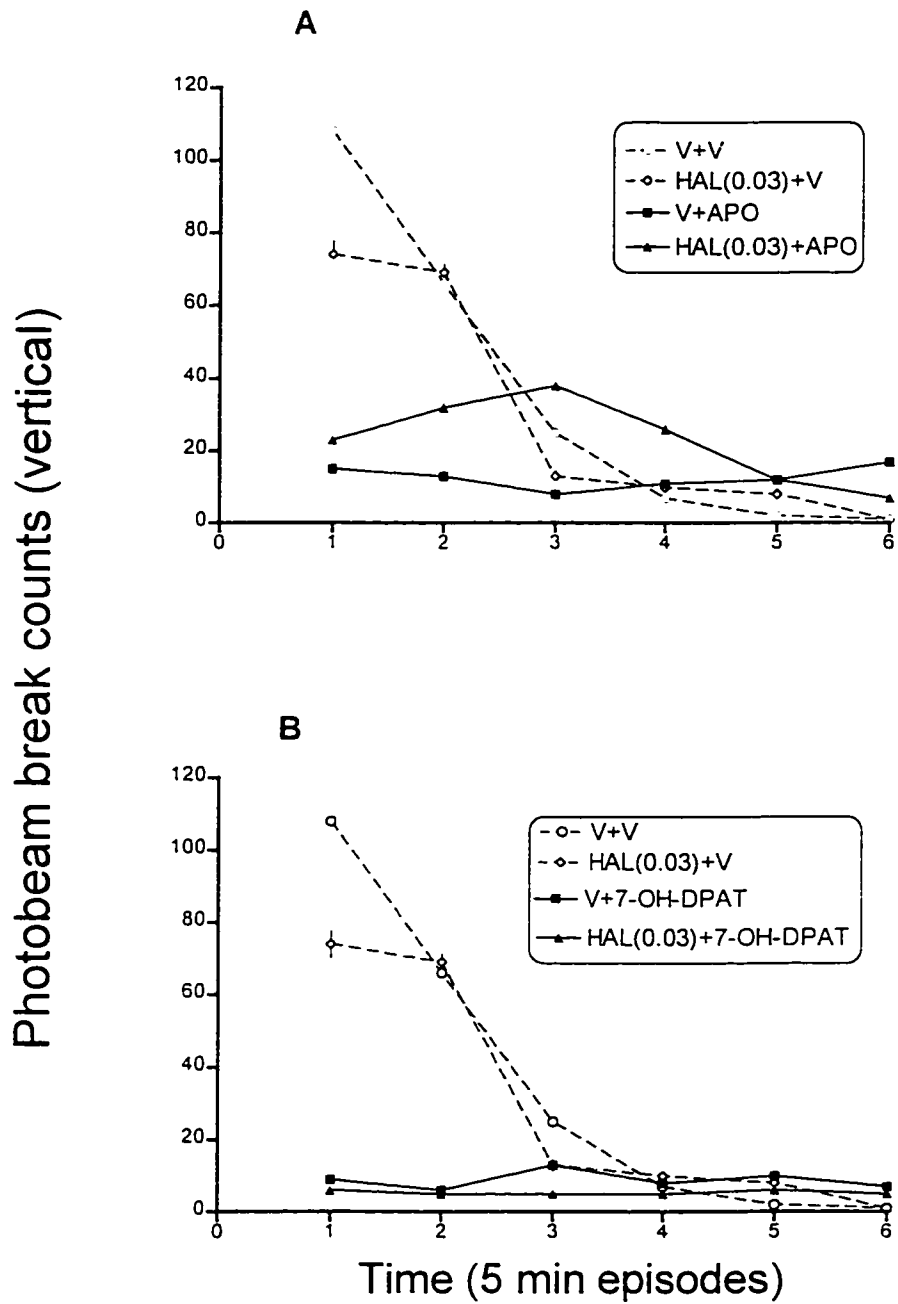 A
120
100
80
60
40
20
0
0 1 2 3 4 5 6
V+V
HAL(0.03)+V
V+APO
HAL(0.03)+APO
Photobeam break counts (vertical)
B
120
100
80
60
40
20
0
0 1 2 3 4 5 6
V+V
HAL(0.03)+V
V+7-OH-DPAT
HAL(0.03)+7-OH-DPAT
Time (5 min episodes)